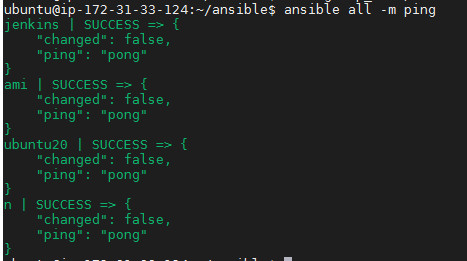 ubuntu@ip-172-31-33-124:~/ansible$ ansible all -m ping
jenkins | SUCCESS => {
    "changed": false,
    "ping": "pong"
}
ami | SUCCESS => {
    "changed": false,
    "ping": "pong"
}
ubuntu20 | SUCCESS => {
    "changed": false,
    "ping": "pong"
}
n | SUCCESS => {
    "changed": false,
    "ping": "pong"
}